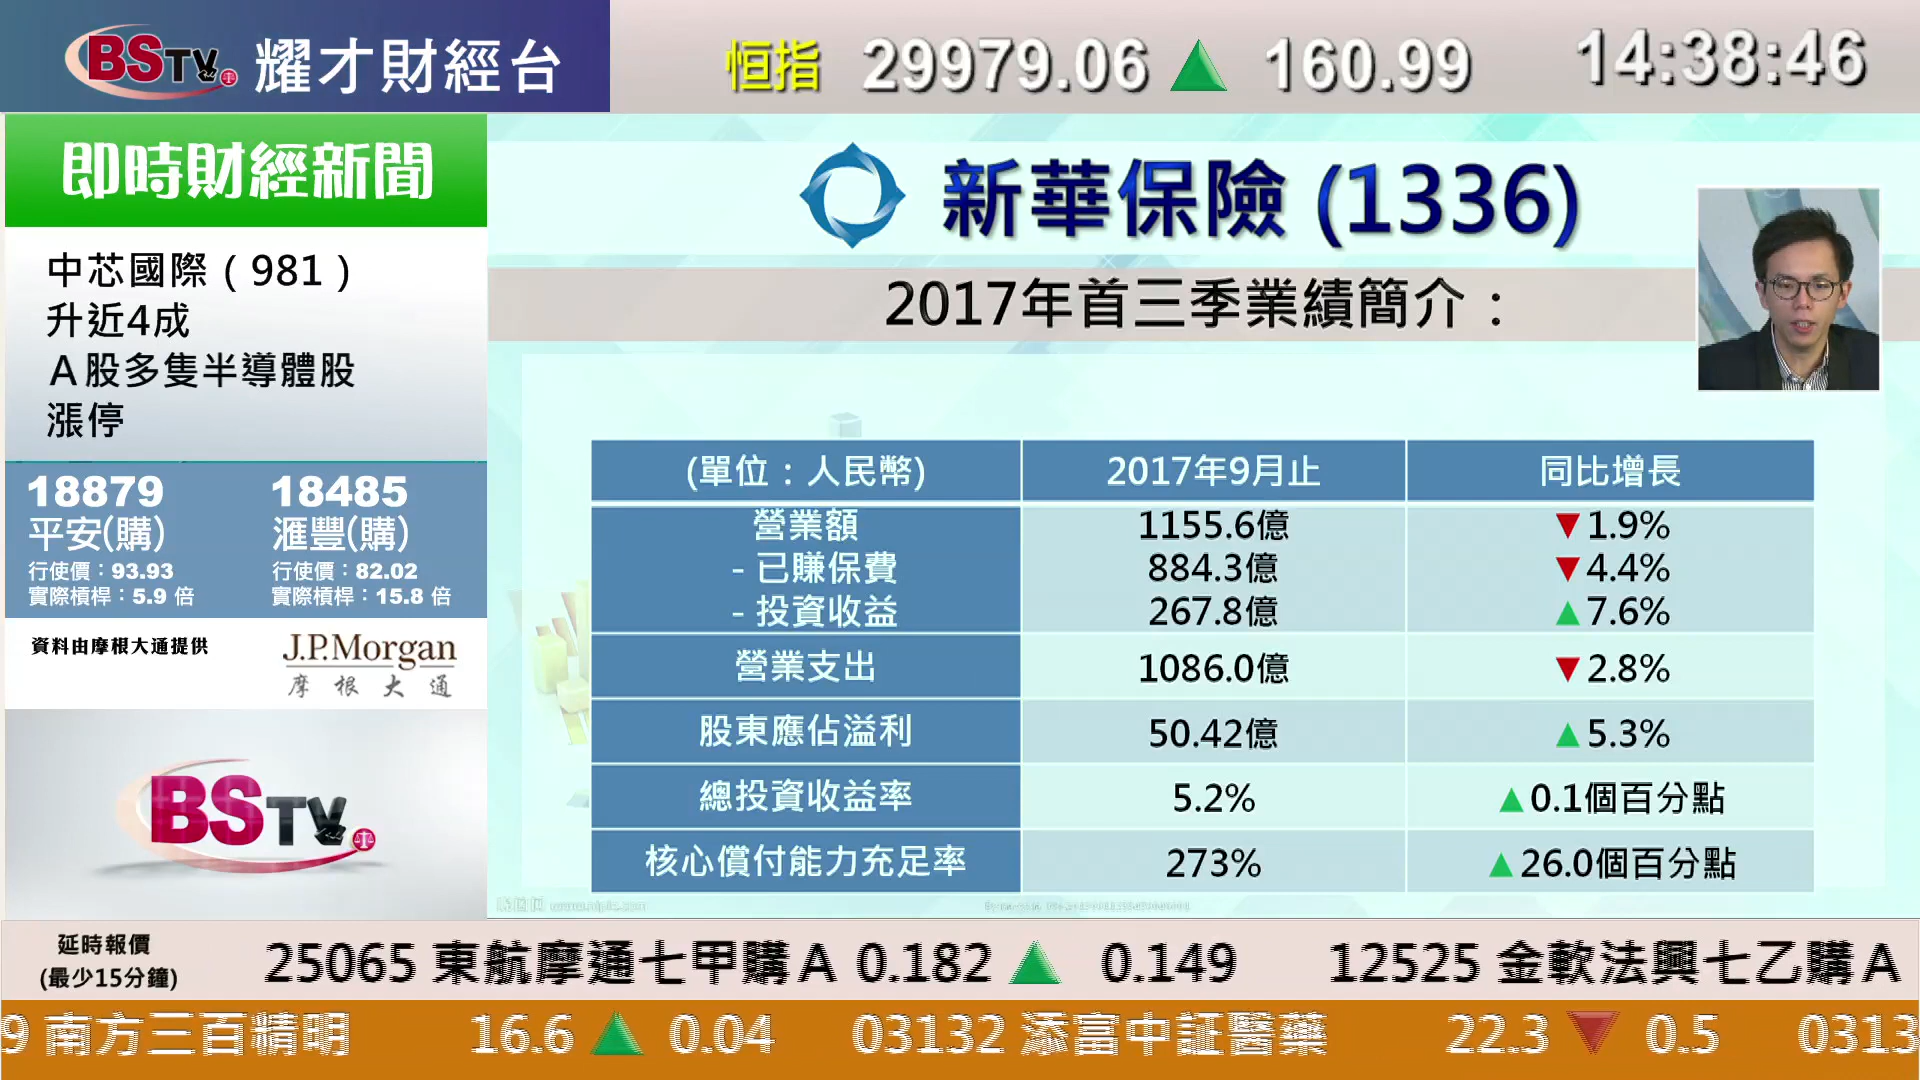 BSTV 耀才財經台
恒指 29979.06 ▲ 160.99
14:38:46
即時財經新聞
中芯國際（981）
升近4成
A股多隻半導體股
漲停
18879
平安(購)
行使價：93.93
實際槓桿：5.9 倍
18485
滙豐(購)
行使價：82.02
實際槓桿：15.8 倍
資料由摩根大通提供
J.P.Morgan
摩根大通
BSTV
新華保險 (1336)
2017年首三季業績簡介：
(單位：人民幣) 2017年9月止 同比增長
營業額 1155.6億 ▼1.9%
- 已賺保費 884.3億 ▼4.4%
- 投資收益 267.8億 ▲7.6%
營業支出 1086.0億 ▼2.8%
股東應佔溢利 50.42億 ▲5.3%
總投資收益率 5.2% ▲0.1個百分點
核心償付能力充足率 273% ▲26.0個百分點
延時報價
(最少15分鐘)
25065 東航摩通七甲購A 0.182 ▲ 0.149 12525 金軟法興七乙購A
9 南方三百精明 16.6 ▲ 0.04 03132 添富中証醫藥 22.3 ▼ 0.5 0313